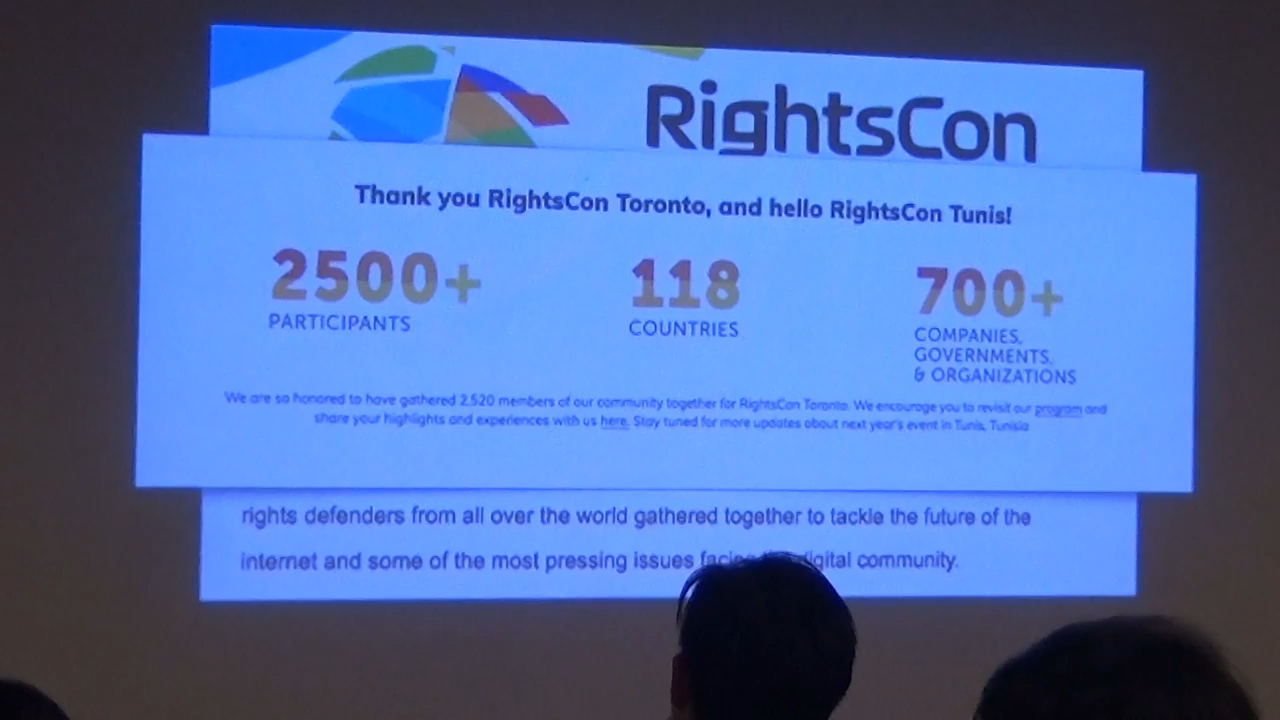 RightsCon
Thank you RightsCon Toronto, and hello RightsCon Tunis!
2500+
PARTICIPANTS
118
COUNTRIES
700+
COMPANIES,
GOVERNMENTS,
& ORGANIZATIONS
We are so honored to have gathered 2,520 members of our community together for RightsCon Toronto. We encourage you to revisit our program and
share your highlights and experiences with us here. Stay tuned for more updates about next year's event in Tunis, Tunisia
rights defenders from all over the world gathered together to tackle the future of the
internet and some of the most pressing issues facing digital community.